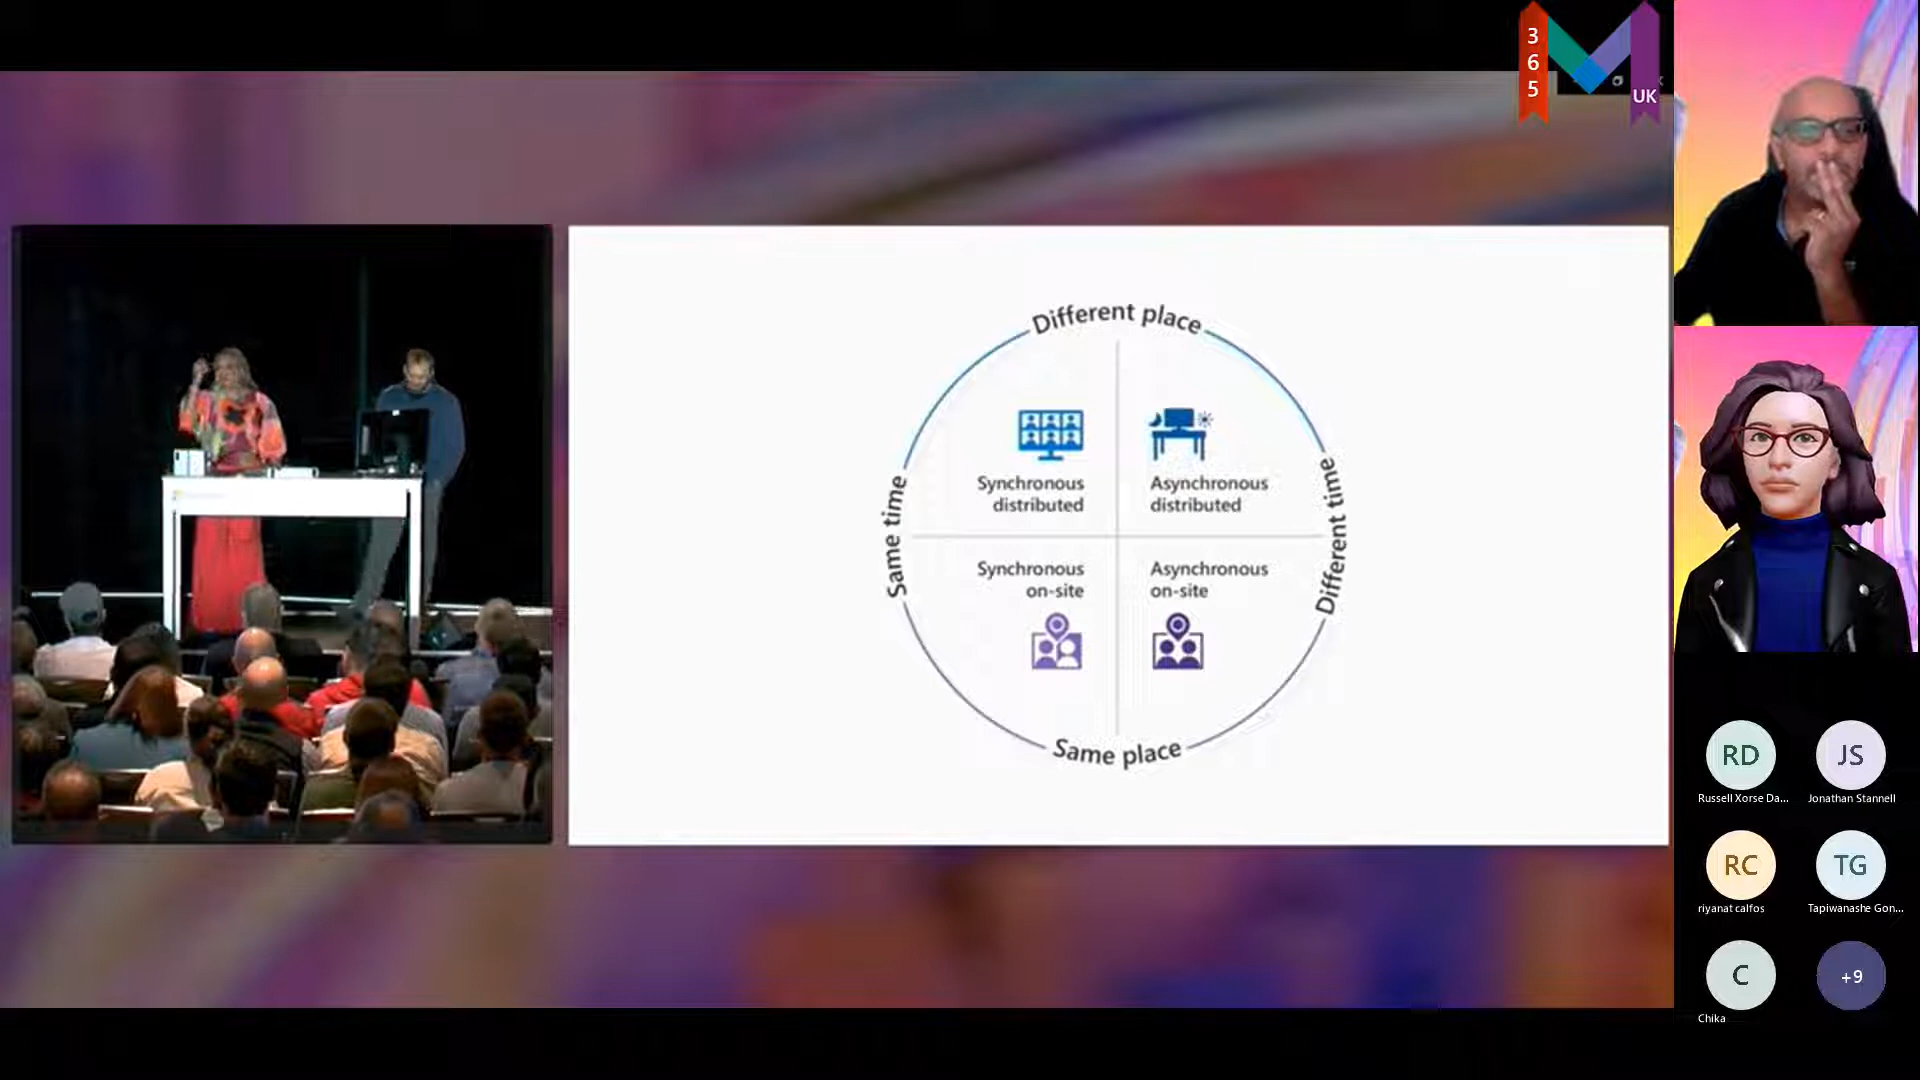 3
6
5
UK
Different place
Same time
Different time
Synchronous
distributed
Asynchronous
distributed
Synchronous
on-site
Asynchronous
on-site
Same place
RD
Russell Xorse Da...
JS
Jonathan Stannell
RC
riyanat calfos
TG
Tapiwanashe Gon...
C
Chika
+9